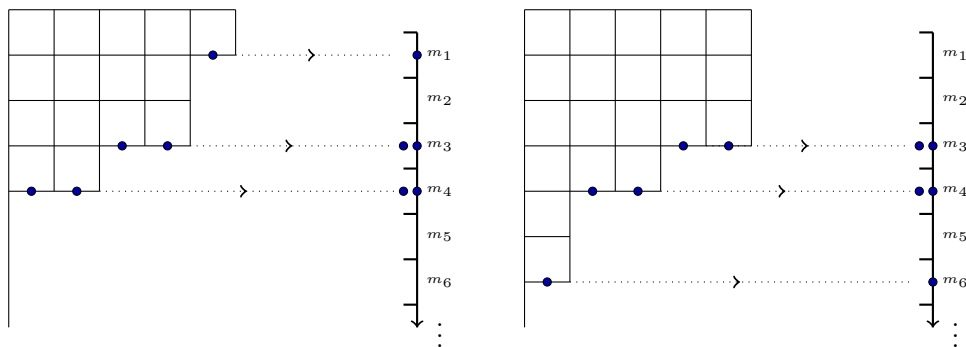 m₁ m₁
m₂ m₂
m₃ m₃
m₄ m₄
m₅ m₅
m₆ m₆
⋮ ⋮